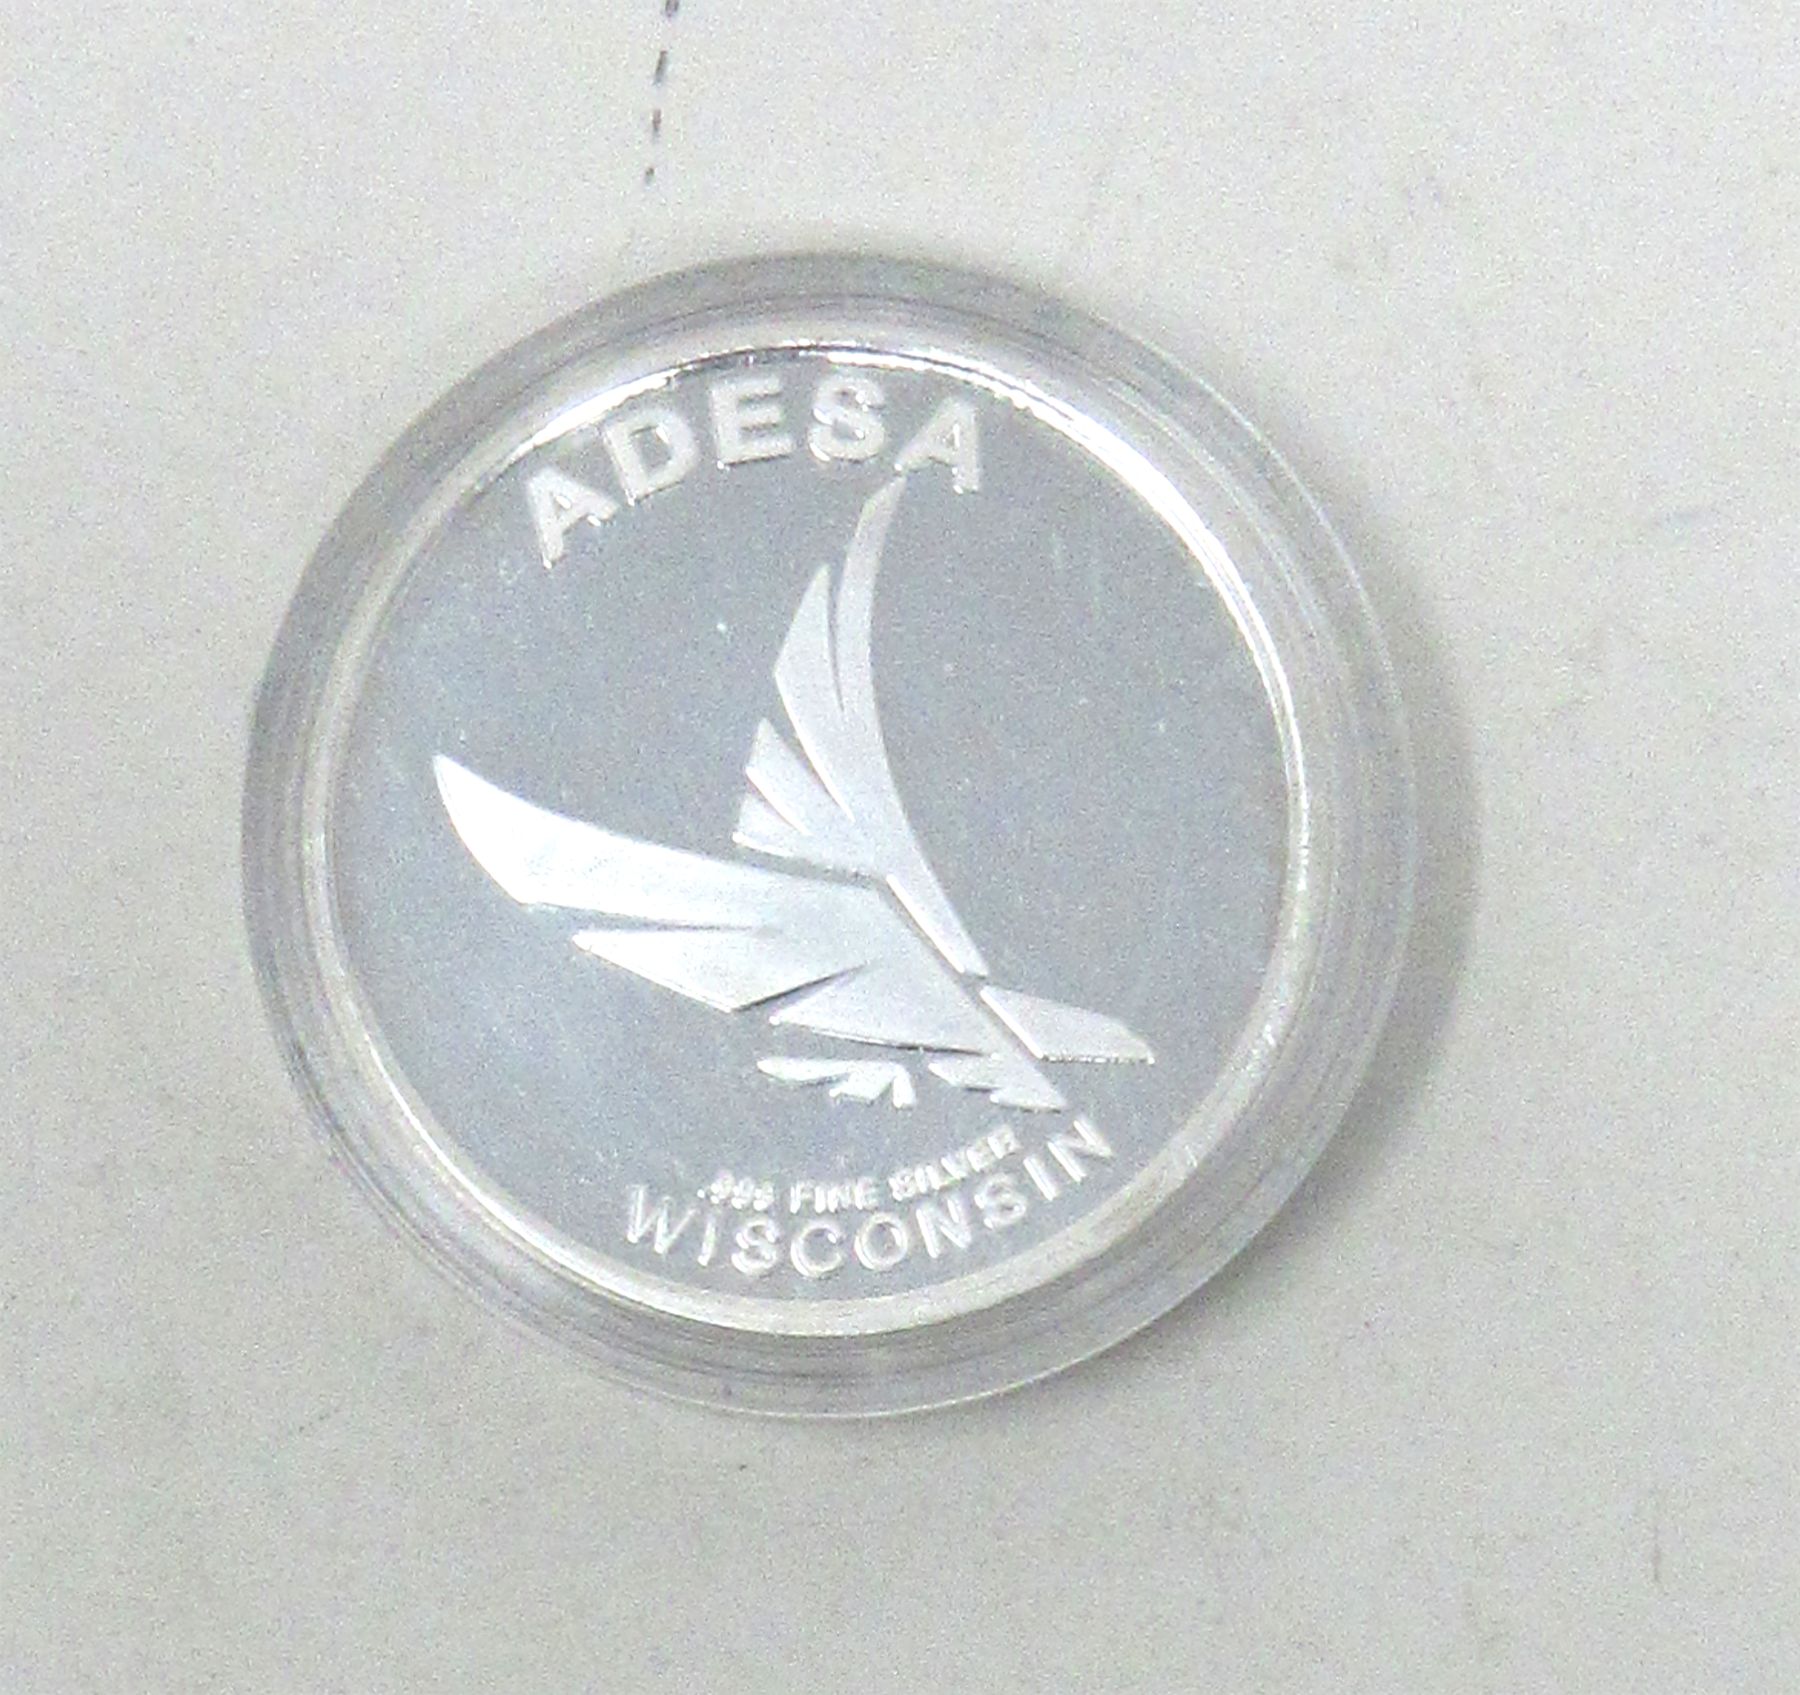 ADESA
.999 FINE SILVER
WISCONSIN